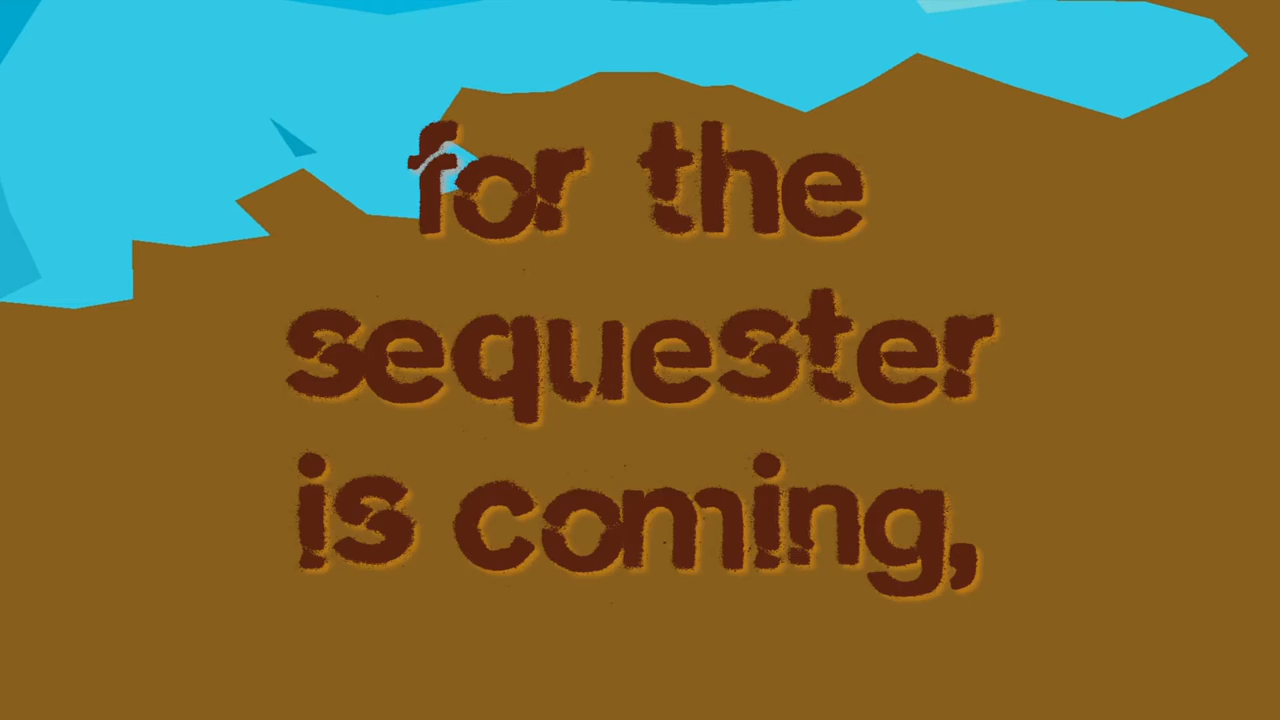 for the
sequester
is coming,